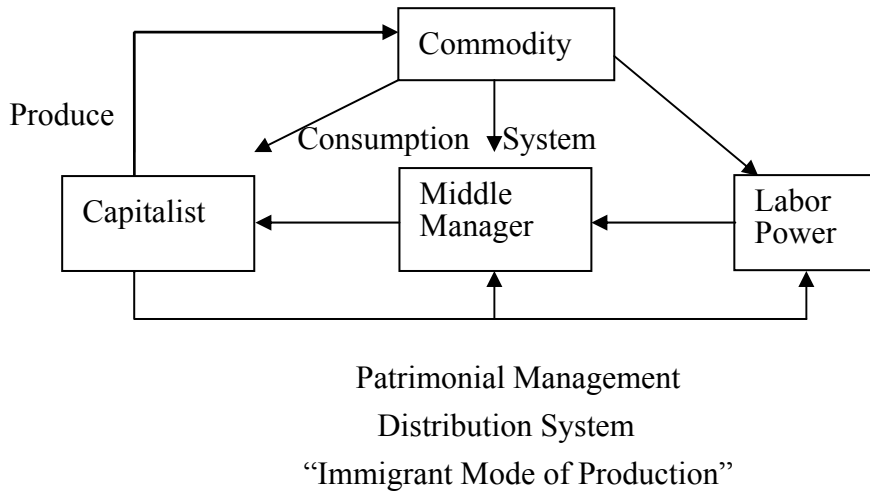 Commodity
Produce
Consumption System
Capitalist
Middle
Manager
Labor
Power
Patrimonial Management
Distribution System
“Immigrant Mode of Production”